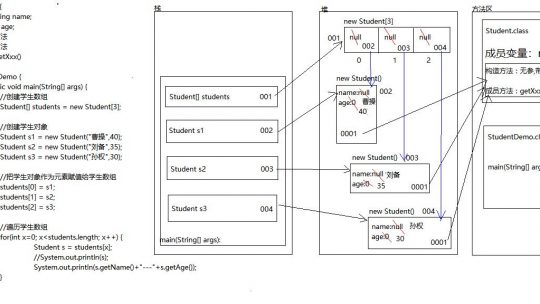 {
ing name;
age;
法
法
etXxx()
Demo {
ic void main(String[] args) {
//创建学生数组
Student[] students = new Student[3];
//创建学生对象
Student s1 = new Student("曹操",40);
Student s2 = new Student("刘备",35);
Student s3 = new Student("孙权",30);
//把学生对象作为元素赋值给学生数组
students[0] = s1;
students[1] = s2;
students[2] = s3;
//遍历学生数组
for(int x=0; x<students.length; x++) {
Student s = students[x];
//System.out.println(s);
System.out.println(s.getName()+"---"+s.getAge());
}
栈
Student[] students 001
Student s1 002
Student s2 003
Student s3 004
main(String[] args):
堆
new Student[3]
001
null null null
002 003 004
0 1 2
new Student()
002
name:null 曹操
age:0 40
0001
new Student() 003
name:null 刘备
age:0 35
0001
new Student() 004
name:null 孙权
age:0 30
0001
方法区
Student.class
成员变量：n
构造方法：无参,带
成员方法：getXx
0001
StudentDemo.cl
main(String[] arg